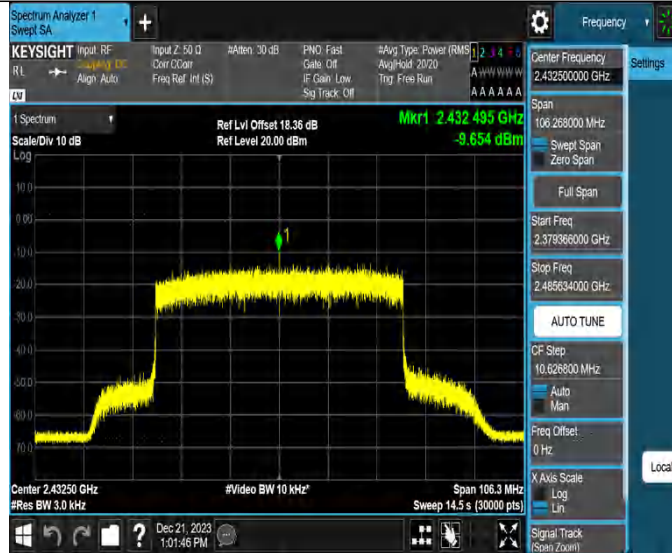 Spectrum Analyzer 1
Swept SA
Frequency
KEYSIGHT
Input: RF
Coupling: DC
Align: Auto
Input Z: 50 Ω
Corr CCorr
Freq Ref: Int (S)
#Atten: 30 dB
PNO: Fast
Gate: Off
IF Gain: Low
Sig Track: Off
#Avg Type: Power (RMS)
Avg|Hold: 20/20
Trig: Free Run
1 2 3 4 5 6
A W W W W W
A A A A A A
RL
LXI
1 Spectrum
Scale/Div 10 dB
Ref Lvl Offset 18.36 dB
Ref Level 20.00 dBm
Mkr1 2.432 495 GHz
-9.654 dBm
Log
10.0
0.00
-10.0
-20.0
-30.0
-40.0
-50.0
-60.0
-70.0
1
Center 2.43250 GHz
#Res BW 3.0 kHz
#Video BW 10 kHz*
Span 106.3 MHz
Sweep 14.5 s (30000 pts)
Dec 21, 2023
1:01:46 PM
?
Center Frequency
2.432500000 GHz
Settings
Span
106.268000 MHz
Swept Span
Zero Span
Full Span
Start Freq
2.379366000 GHz
Stop Freq
2.485634000 GHz
AUTO TUNE
CF Step
10.626800 MHz
Auto
Man
Freq Offset
0 Hz
X Axis Scale
Log
Lin
Local
Signal Track
(Span Zoom)